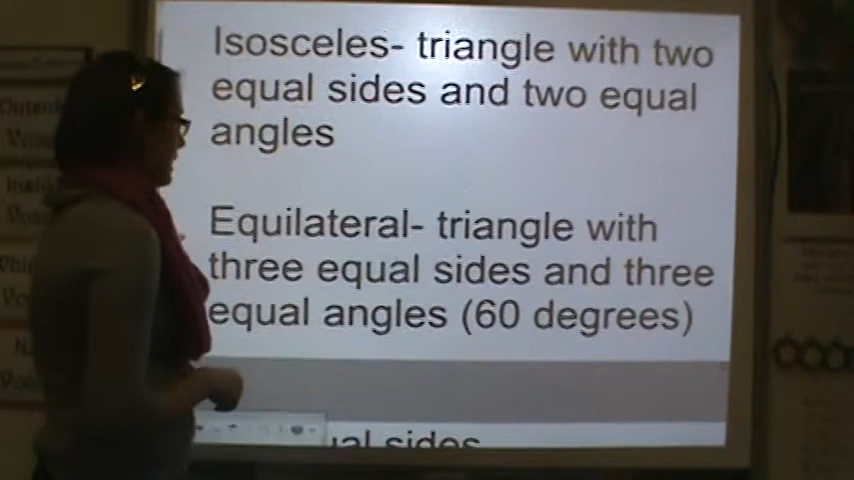 Isosceles- triangle with two
equal sides and two equal
angles
Equilateral- triangle with
three equal sides and three
equal angles (60 degrees)
sides